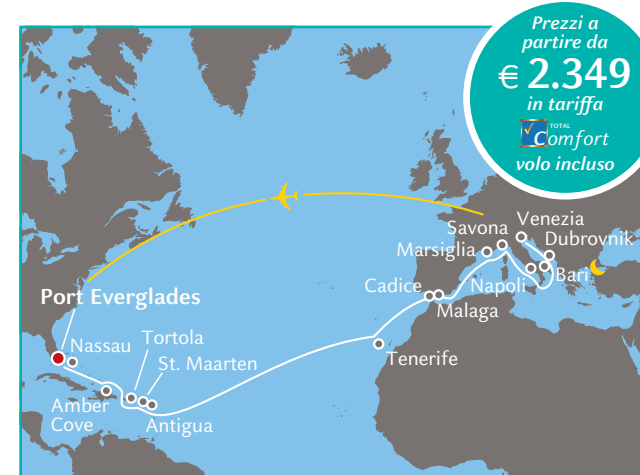 Prezzi a
partire da
€ 2.349
in tariffa
TOTAL
Comfort
volo incluso
Venezia
Savona
Dubrovnik
Marsiglia
Bari
Napoli
Cadice
Malaga
Port Everglades
Tortola
Nassau
St. Maarten
Tenerife
Amber
Cove
Antigua